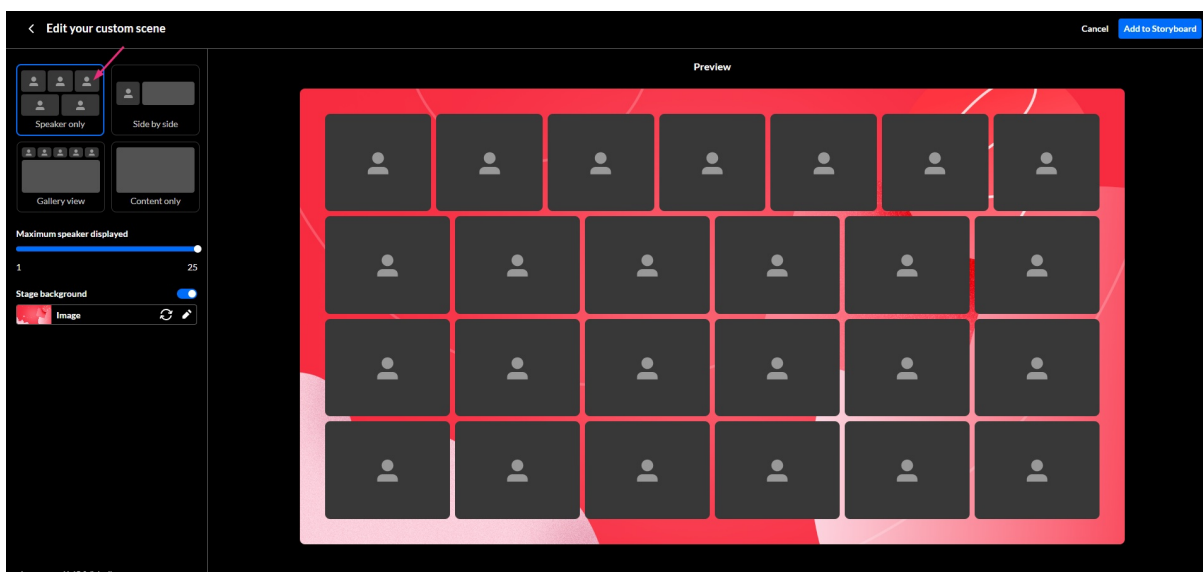 Edit your custom scene
Cancel
Add to Storyboard
Preview
Speaker only
Side by side
Gallery view
Content only
Maximum speaker displayed
1
25
Stage background
Image